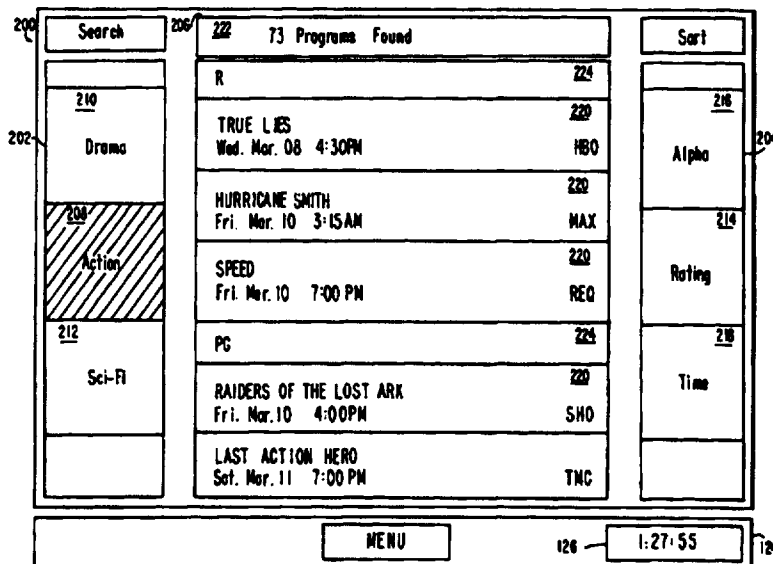 200 Search 206 222 73 Programs Found Sort
R 224
210 220 216
202 Drama TRUE LIES Alpha 20
Wed. Mar. 08 4:30PM HBO
208 220 214
Action HURRICANE SMITH Rating
Fri. Mar. 10 3:15AM MAX
220
SPEED
Fri. Mar. 10 7:00 PM REQ
212 PG 224 218
Sci-Fi 220 Time
RAIDERS OF THE LOST ARK
Fri. Mar. 10 4:00PM SHO
LAST ACTION HERO
Sat. Mar. 11 7:00 PM TMC
MENU 126 1:27:55 12